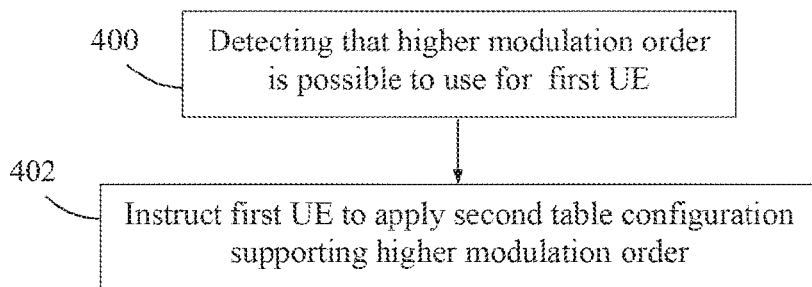 400
Detecting that higher modulation order
is possible to use for first UE
402
Instruct first UE to apply second table configuration
supporting higher modulation order